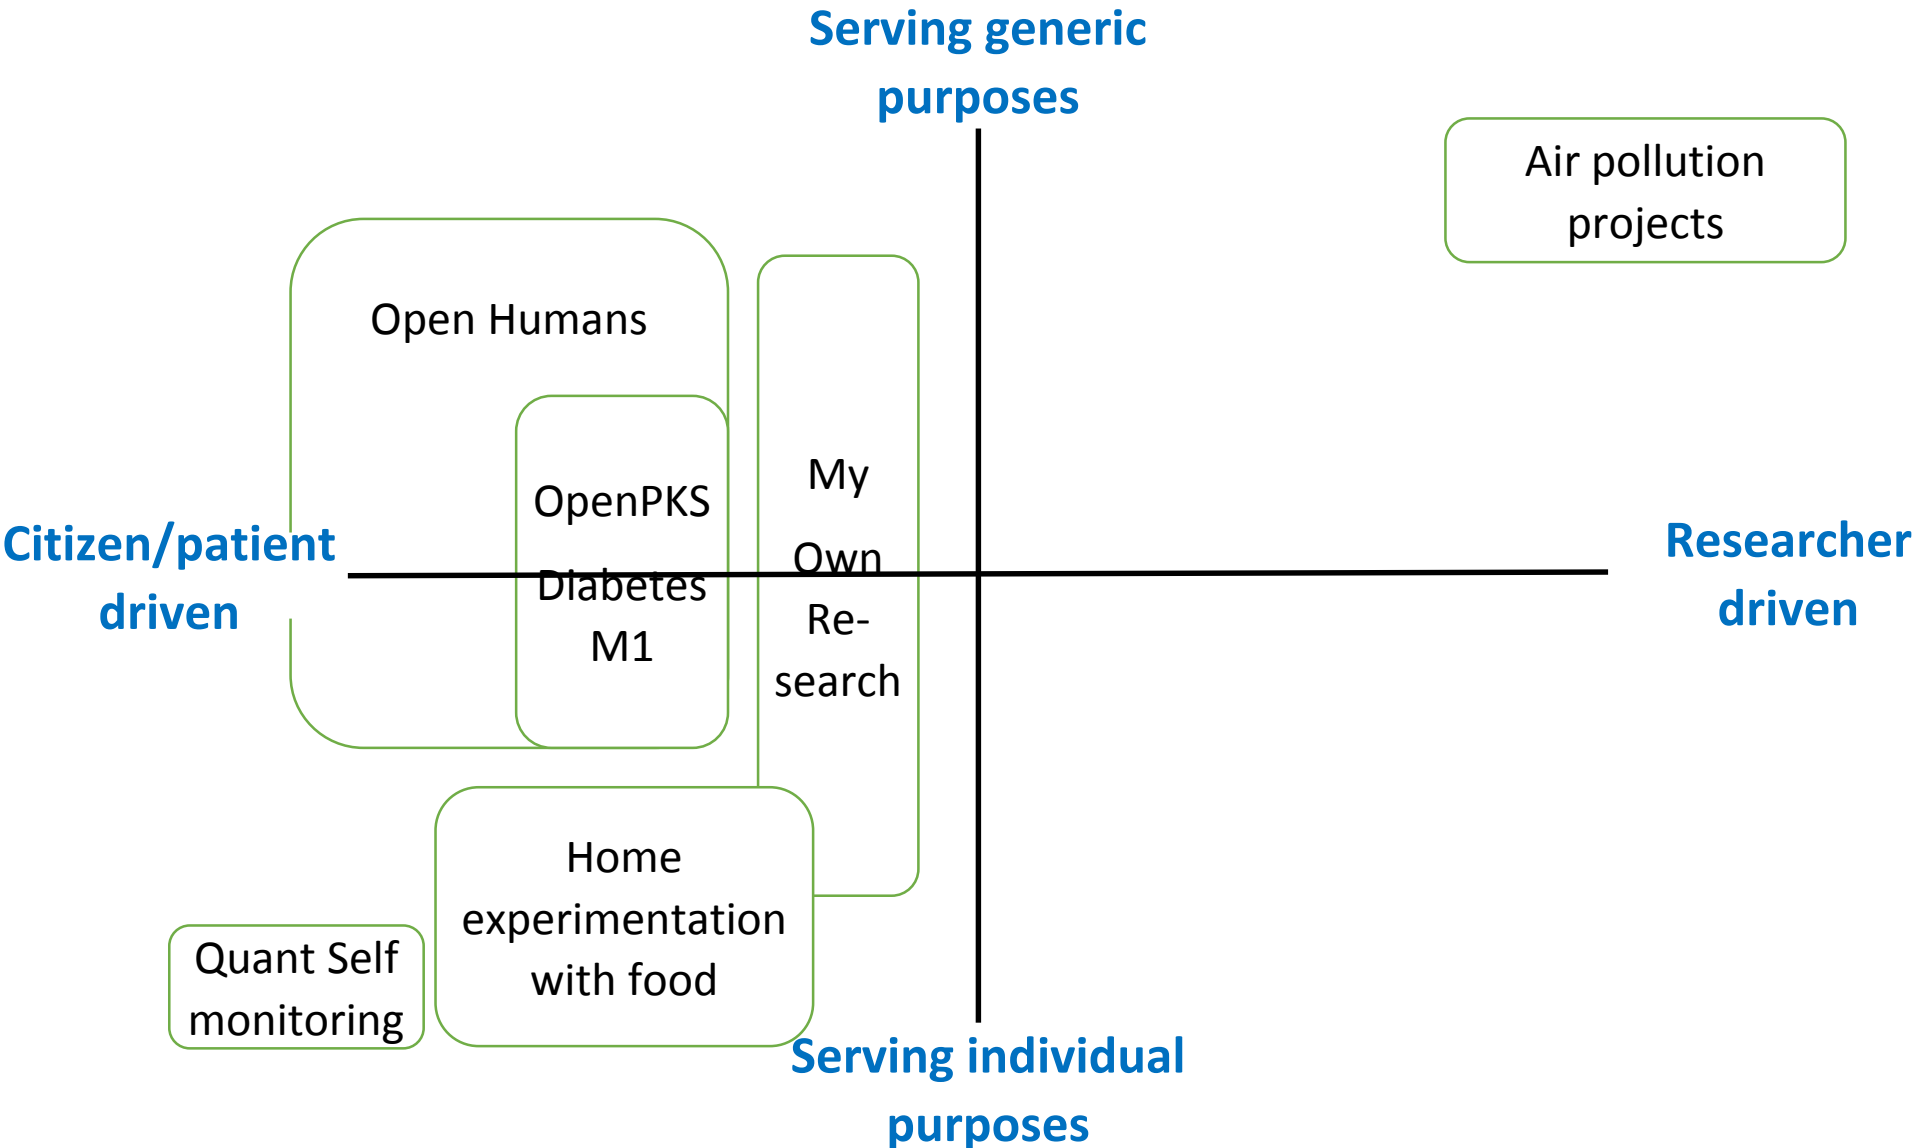 Serving generic
purposes
Air pollution
projects
Open Humans
My
Own
Re-
search
OpenPKS
Diabetes
M1
Citizen/patient
driven
Researcher
driven
Home
experimentation
with food
Quant Self
monitoring
Serving individual
purposes